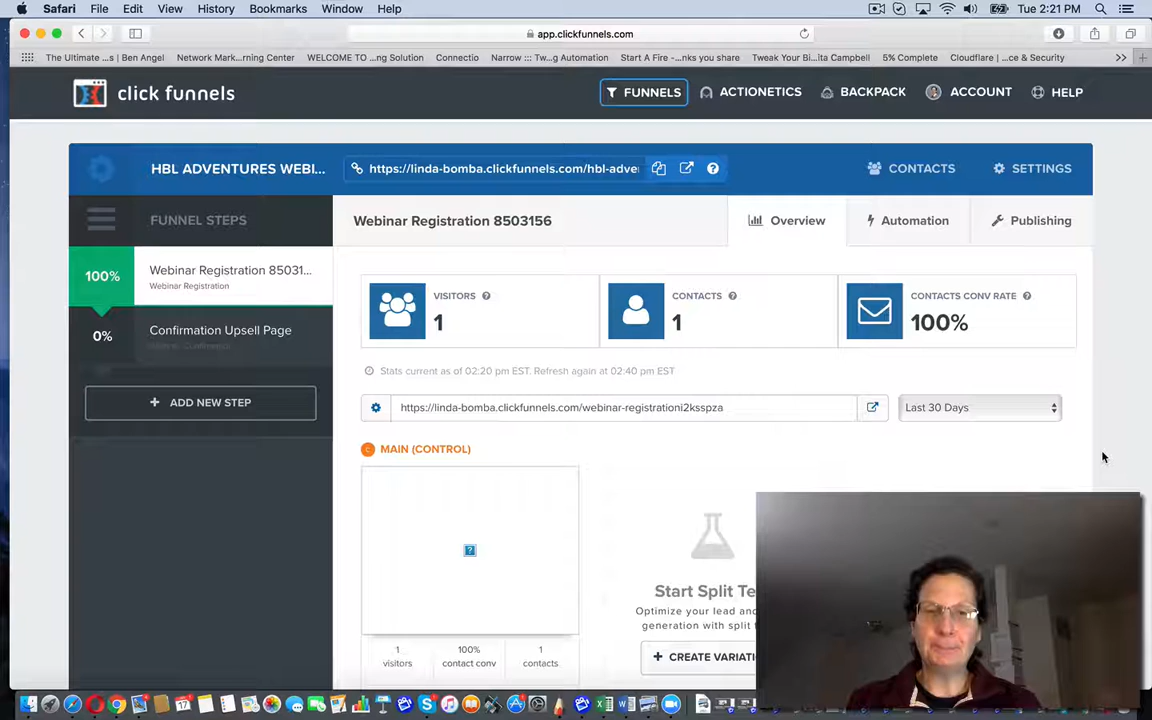 Safari File Edit View History Bookmarks Window Help Tue 2:21 PM
app.clickfunnels.com
The Ultimate ...s | Ben Angel Network Mark...rning Center WELCOME TO ...ng Solution Connectio Narrow ::: Tw...g Automation Start A Fire -...nks you share Tweak Your Bi...ita Campbell 5% Complete Cloudflare | ...ce & Security
click funnels FUNNELS ACTIONETICS BACKPACK ACCOUNT HELP
HBL ADVENTURES WEBI... https://linda-bomba.clickfunnels.com/hbl-adve CONTACTS SETTINGS
FUNNEL STEPS Webinar Registration 8503156 Overview Automation Publishing
100% Webinar Registration 85031...
Webinar Registration
0% Confirmation Upsell Page
+ ADD NEW STEP
VISITORS
1
CONTACTS
1
CONTACTS CONV RATE
100%
Stats current as of 02:20 pm EST. Refresh again at 02:40 pm EST
https://linda-bomba.clickfunnels.com/webinar-registrationi2ksspza Last 30 Days
C MAIN (CONTROL)
?
1 100% 1
visitors contact conv contacts
Start Split Te
Optimize your lead and
generation with split
+ CREATE VARIATI